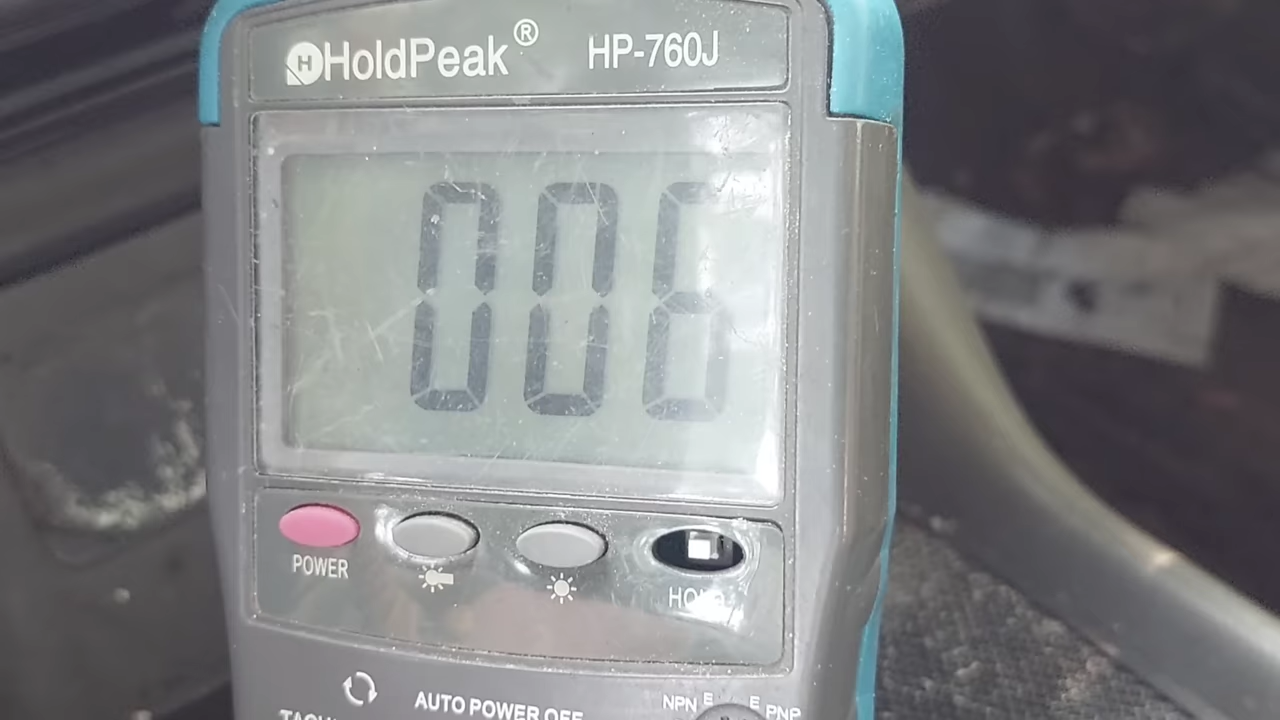 HoldPeak® HP-760J
006
POWER
HOLD
AUTO POWER OFF
NPN E E PNP